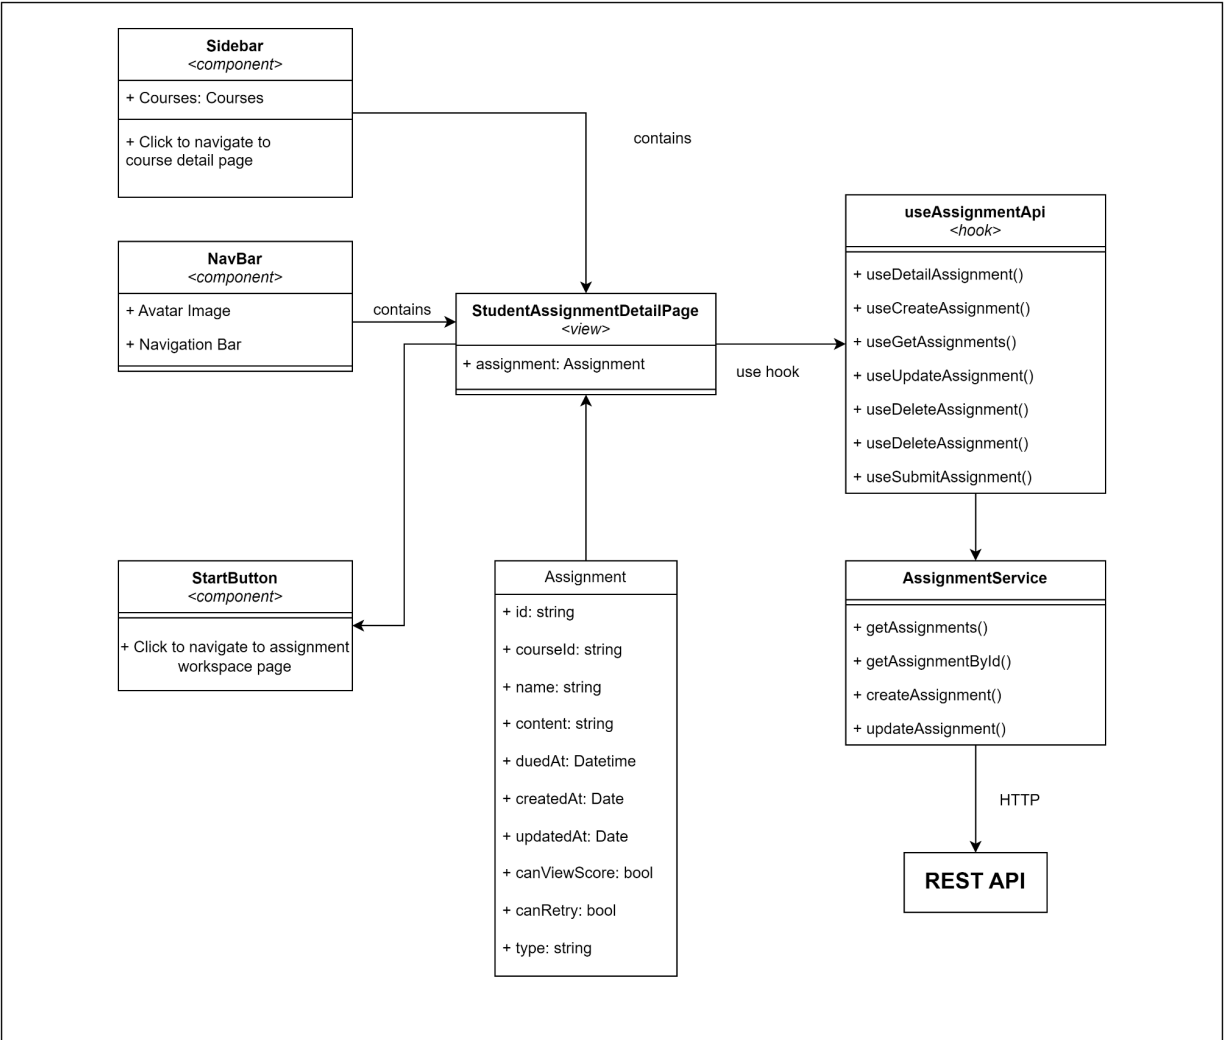 Sidebar
<component>
+ Courses: Courses
+ Click to navigate to
course detail page
contains
NavBar
<component>
+ Avatar Image
+ Navigation Bar
contains
StudentAssignmentDetailPage
<view>
+ assignment: Assignment
use hook
useAssignmentApi
<hook>
+ useDetailAssignment()
+ useCreateAssignment()
+ useGetAssignments()
+ useUpdateAssignment()
+ useDeleteAssignment()
+ useDeleteAssignment()
+ useSubmitAssignment()
StartButton
<component>
+ Click to navigate to assignment
workspace page
Assignment
+ id: string
+ courseId: string
+ name: string
+ content: string
+ duedAt: Datetime
+ createdAt: Date
+ updatedAt: Date
+ canViewScore: bool
+ canRetry: bool
+ type: string
AssignmentService
+ getAssignments()
+ getAssignmentById()
+ createAssignment()
+ updateAssignment()
HTTP
REST API